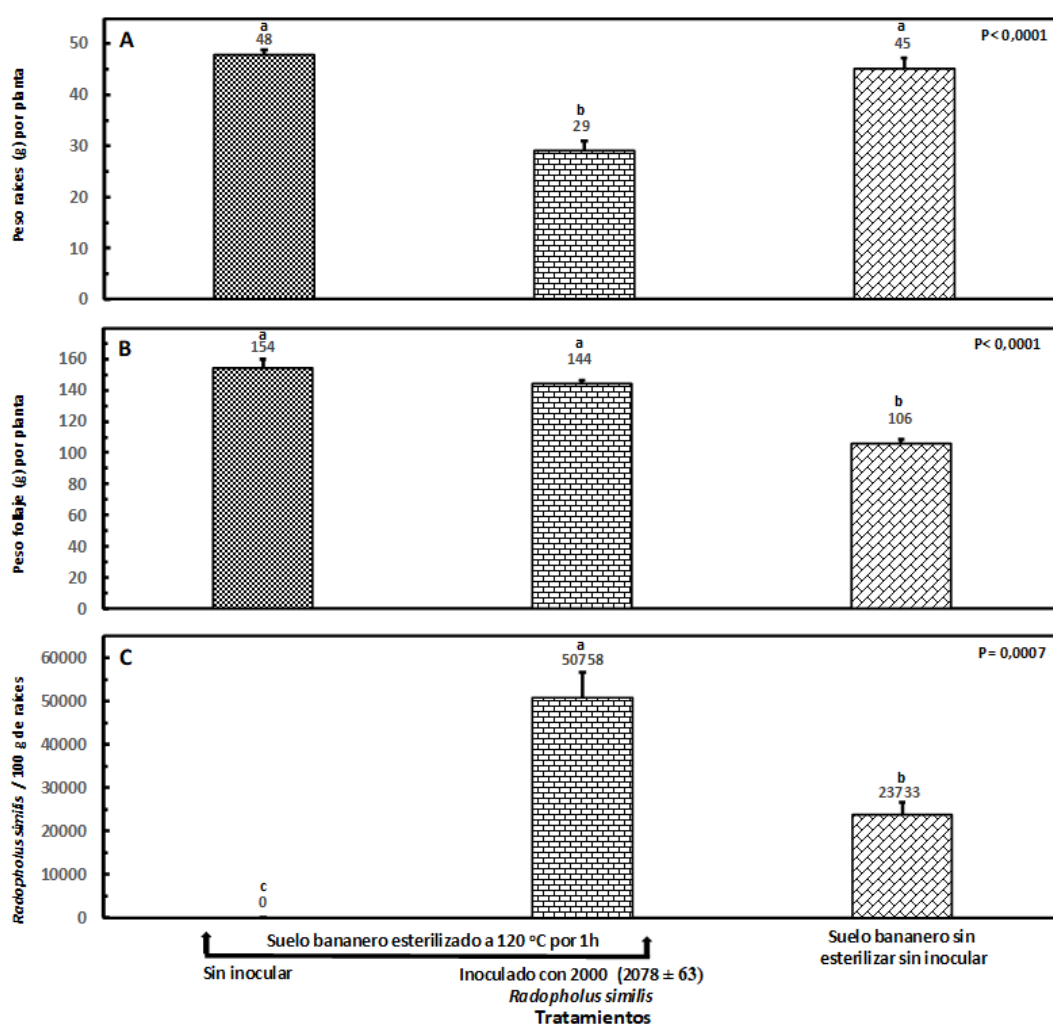 A
P< 0,0001
a
48
b
29
a
45
50
40
30
20
10
0
Peso raíces (g) por planta
B
P< 0,0001
a
154
a
144
b
106
160
140
120
100
80
60
40
20
0
Peso follaje (g) por planta
C
P= 0,0007
c
0
a
50758
b
23733
60000
50000
40000
30000
20000
10000
0
Radopholus similis / 100 g de raíces
Suelo bananero esterilizado a 120 ºC por 1h
Sin inocular
Inoculado con 2000 (2078 ± 63)
Radopholus similis
Suelo bananero sin
esterilizar sin inocular
Tratamientos